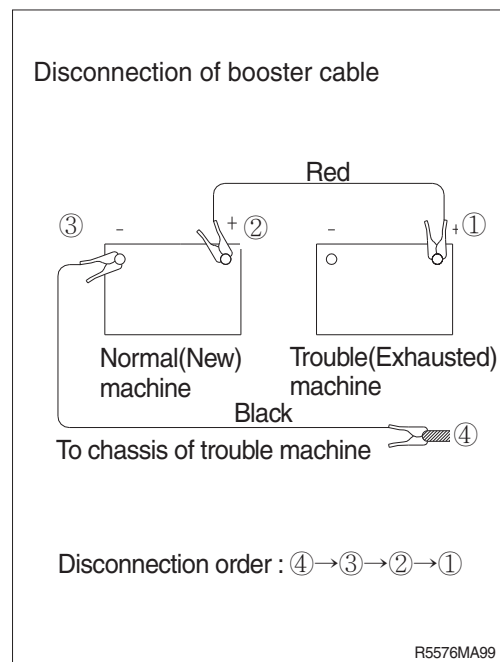 Disconnection of booster cable
Red
③ - + ② - + ①
Normal(New) machine
Trouble(Exhausted) machine
Black
To chassis of trouble machine ④
Disconnection order : ④→③→②→①
R5576MA99